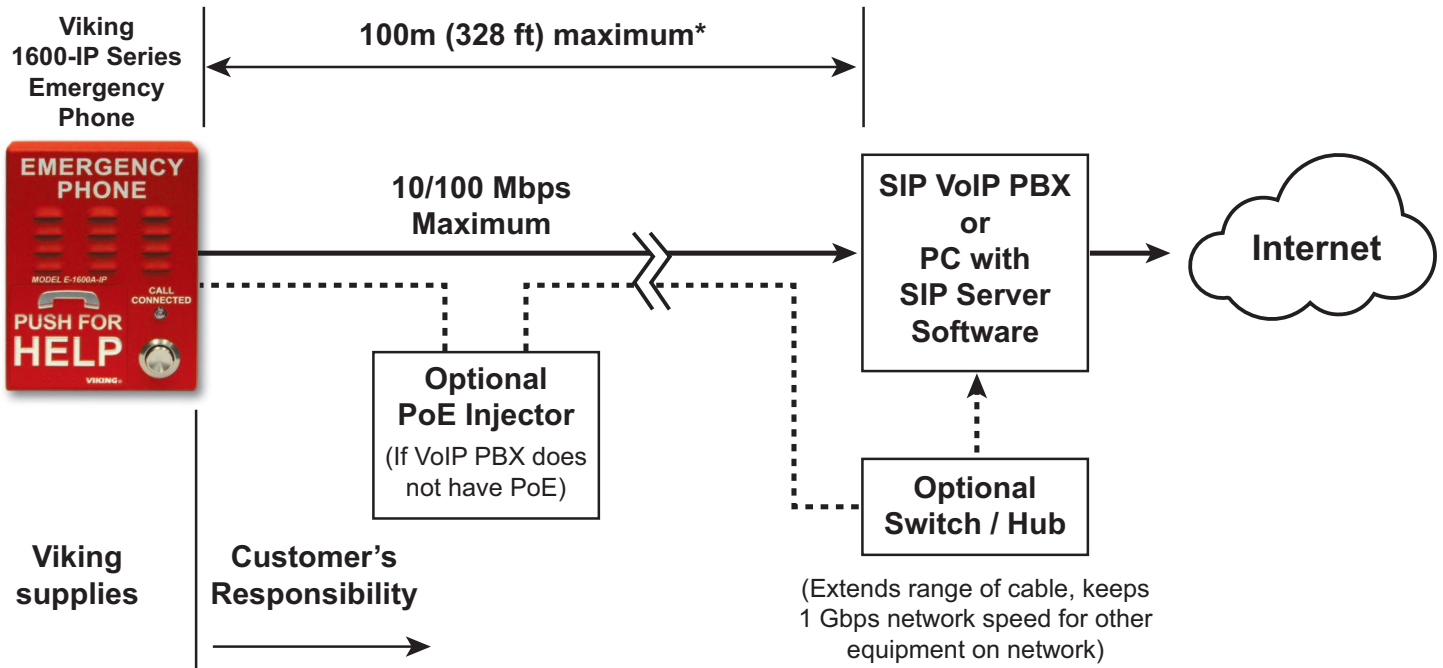 Viking
1600-IP Series
Emergency
Phone
100m (328 ft) maximum*
EMERGENCY
PHONE
MODEL E-1600A-IP
CALL
CONNECTED
PUSH FOR
HELP
VIKING®
10/100 Mbps
Maximum
SIP VoIP PBX
or
PC with
SIP Server
Software
Internet
Optional
PoE Injector
(If VoIP PBX does
not have PoE)
Optional
Switch / Hub
(Extends range of cable, keeps
1 Gbps network speed for other
equipment on network)
Viking
supplies
Customer’s
Responsibility